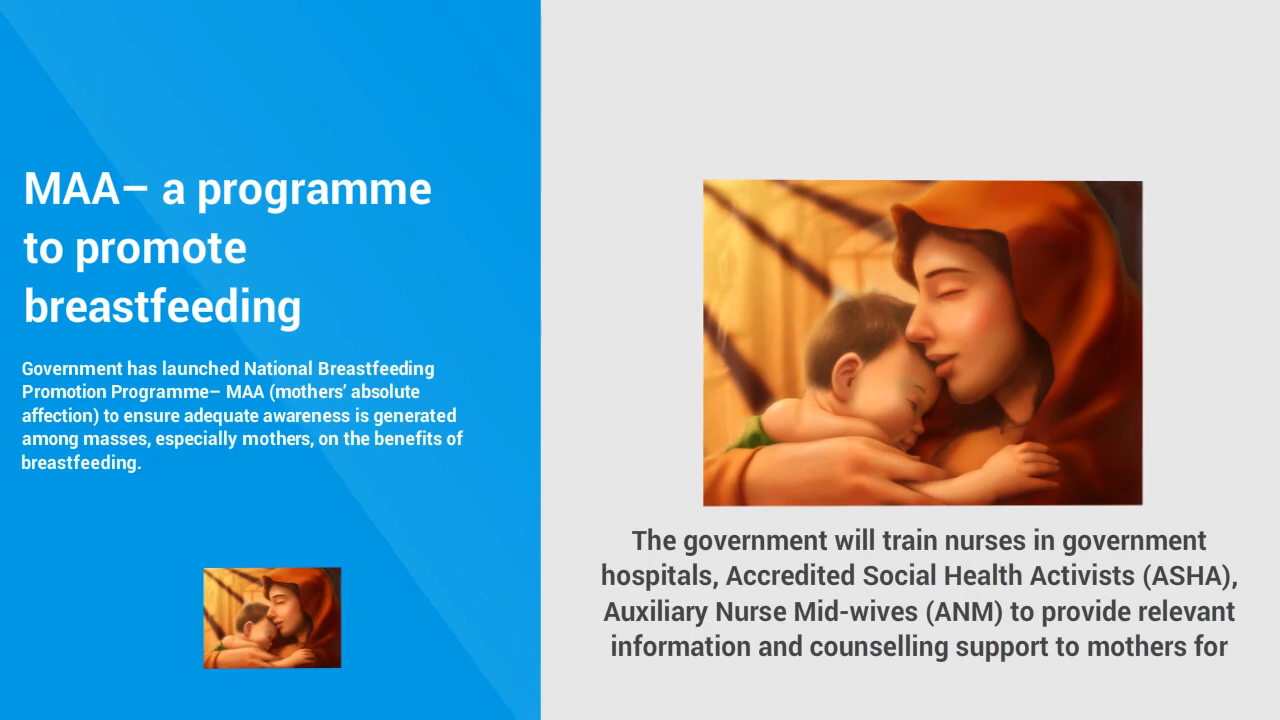 MAA– a programme
to promote
breastfeeding
Government has launched National Breastfeeding
Promotion Programme– MAA (mothers’ absolute
affection) to ensure adequate awareness is generated
among masses, especially mothers, on the benefits of
breastfeeding.
The government will train nurses in government
hospitals, Accredited Social Health Activists (ASHA),
Auxiliary Nurse Mid-wives (ANM) to provide relevant
information and counselling support to mothers for